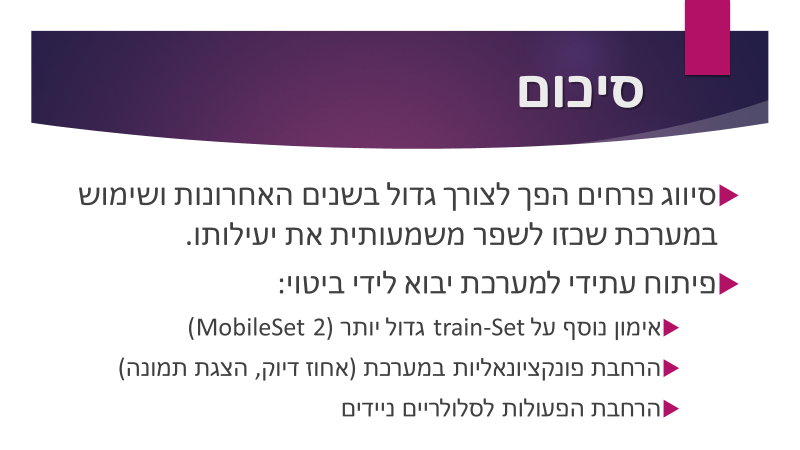 סיכום
סיווג פרחים הפך לצורך גדול בשנים האחרונות ושימוש
במערכת שכזו לשפר משמעותית את יעילותו.
פיתוח עתידי למערכת יבוא לידי ביטוי:
אימון נוסף על train-Set גדול יותר (MobileSet 2)
הרחבת פונקציונאליות במערכת (אחוז דיוק, הצגת תמונה)
הרחבת הפעולות לסלולריים ניידים